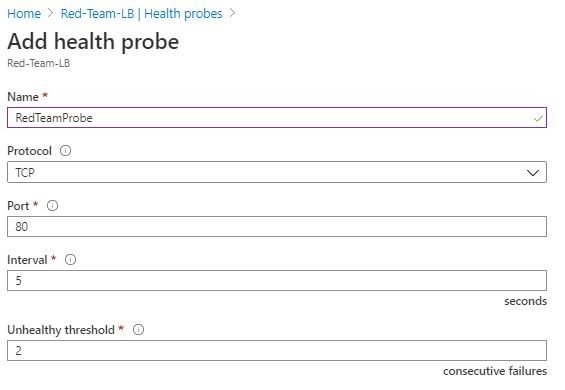 Home > Red-Team-LB | Health probes >
Add health probe
Red-Team-LB
Name *
RedTeamProbe
Protocol
TCP
Port *
80
Interval *
5
seconds
Unhealthy threshold *
2
consecutive failures